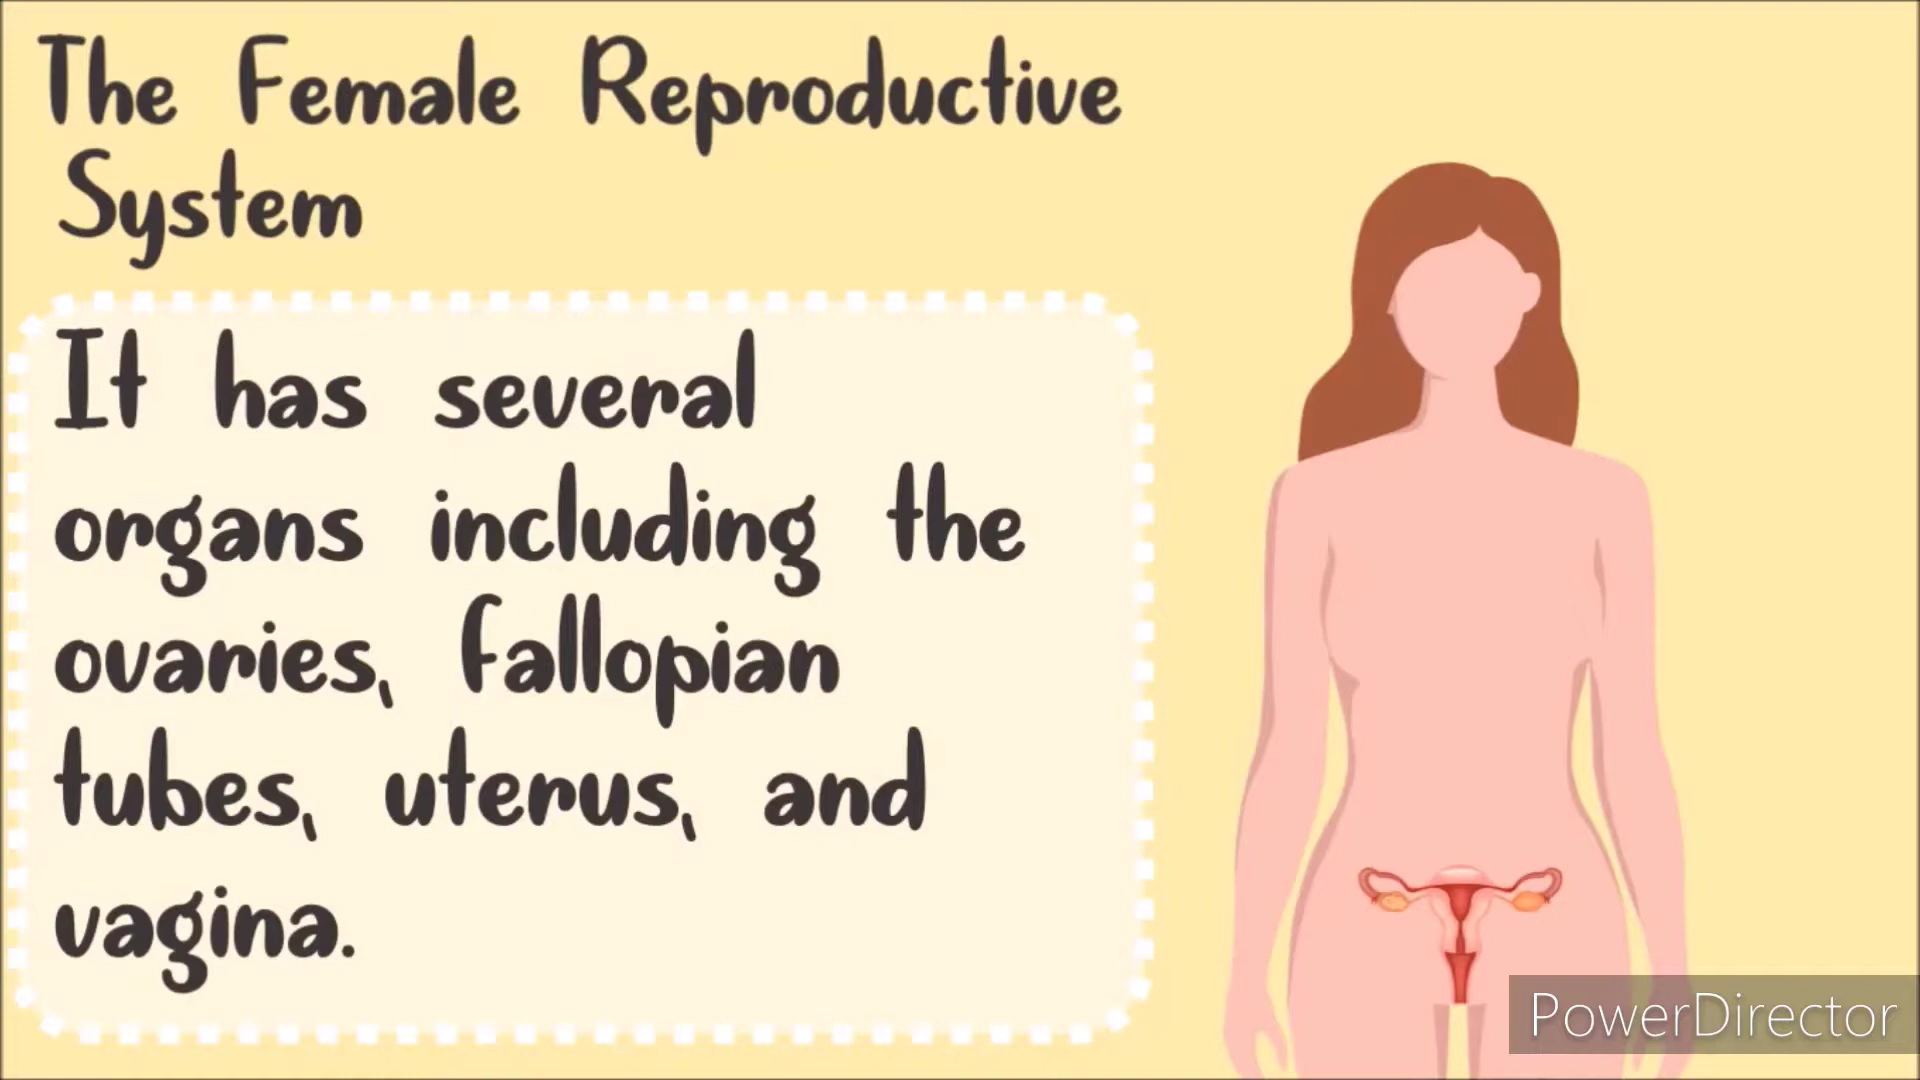 The Female Reproductive
System
It has several
organs including the
ovaries, fallopian
tubes, uterus, and
vagina.
PowerDirector